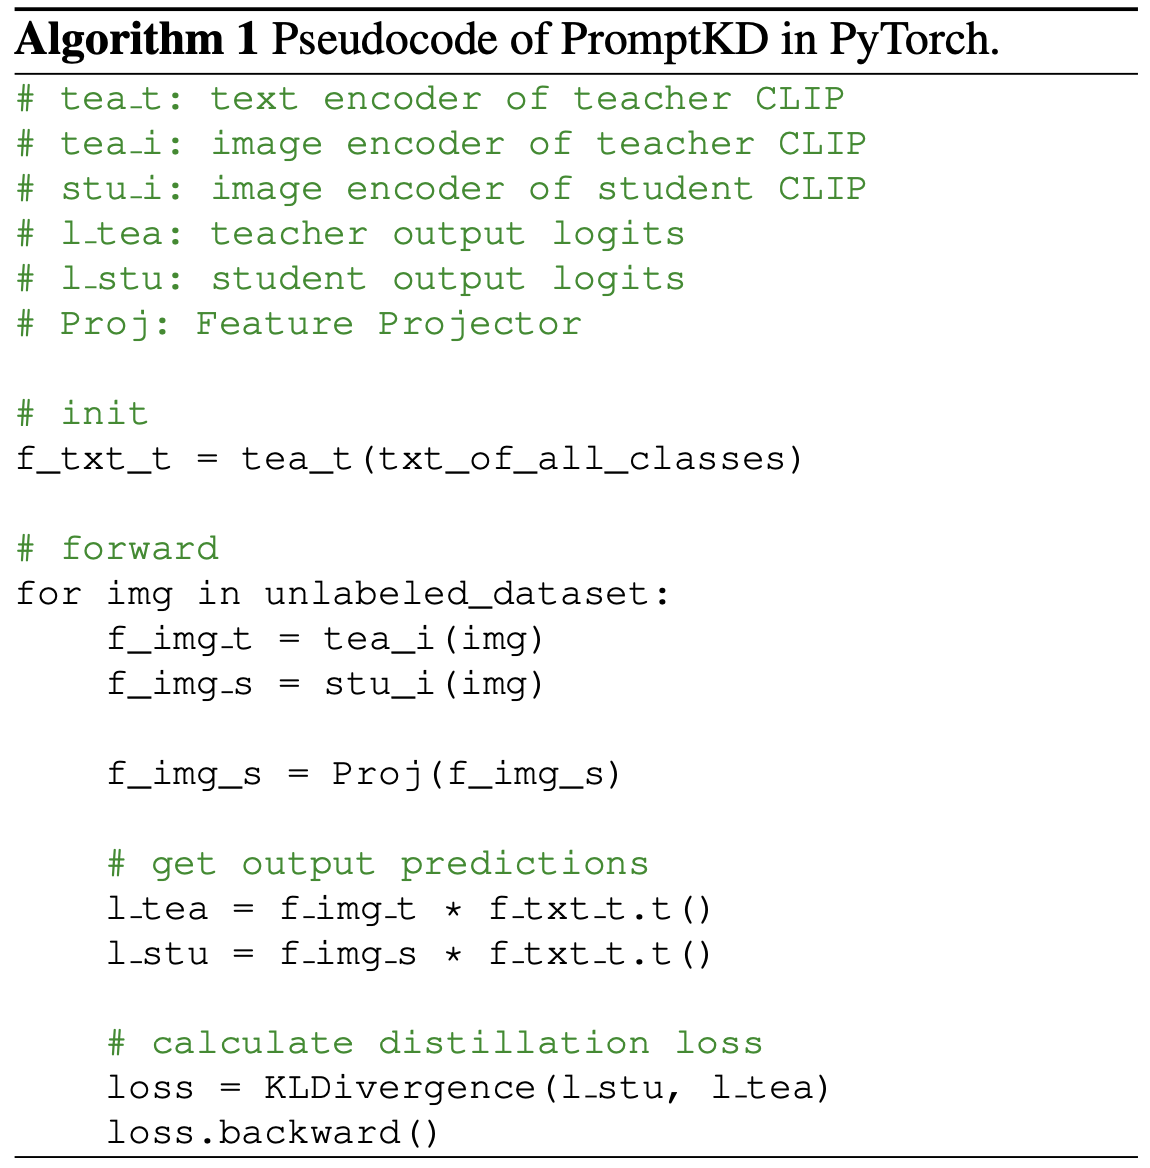 Algorithm 1 Pseudocode of PromptKD in PyTorch.
# tea_t: text encoder of teacher CLIP
# tea_i: image encoder of teacher CLIP
# stu_i: image encoder of student CLIP
# l_tea: teacher output logits
# l_stu: student output logits
# Proj: Feature Projector
# init
f_txt_t = tea_t(txt_of_all_classes)
# forward
for img in unlabeled_dataset:
    f_img_t = tea_i(img)
    f_img_s = stu_i(img)
    f_img_s = Proj(f_img_s)
    # get output predictions
    l_tea = f_img_t * f_txt_t.t()
    l_stu = f_img_s * f_txt_t.t()
    # calculate distillation loss
    loss = KLDivergence(l_stu, l_tea)
    loss.backward()